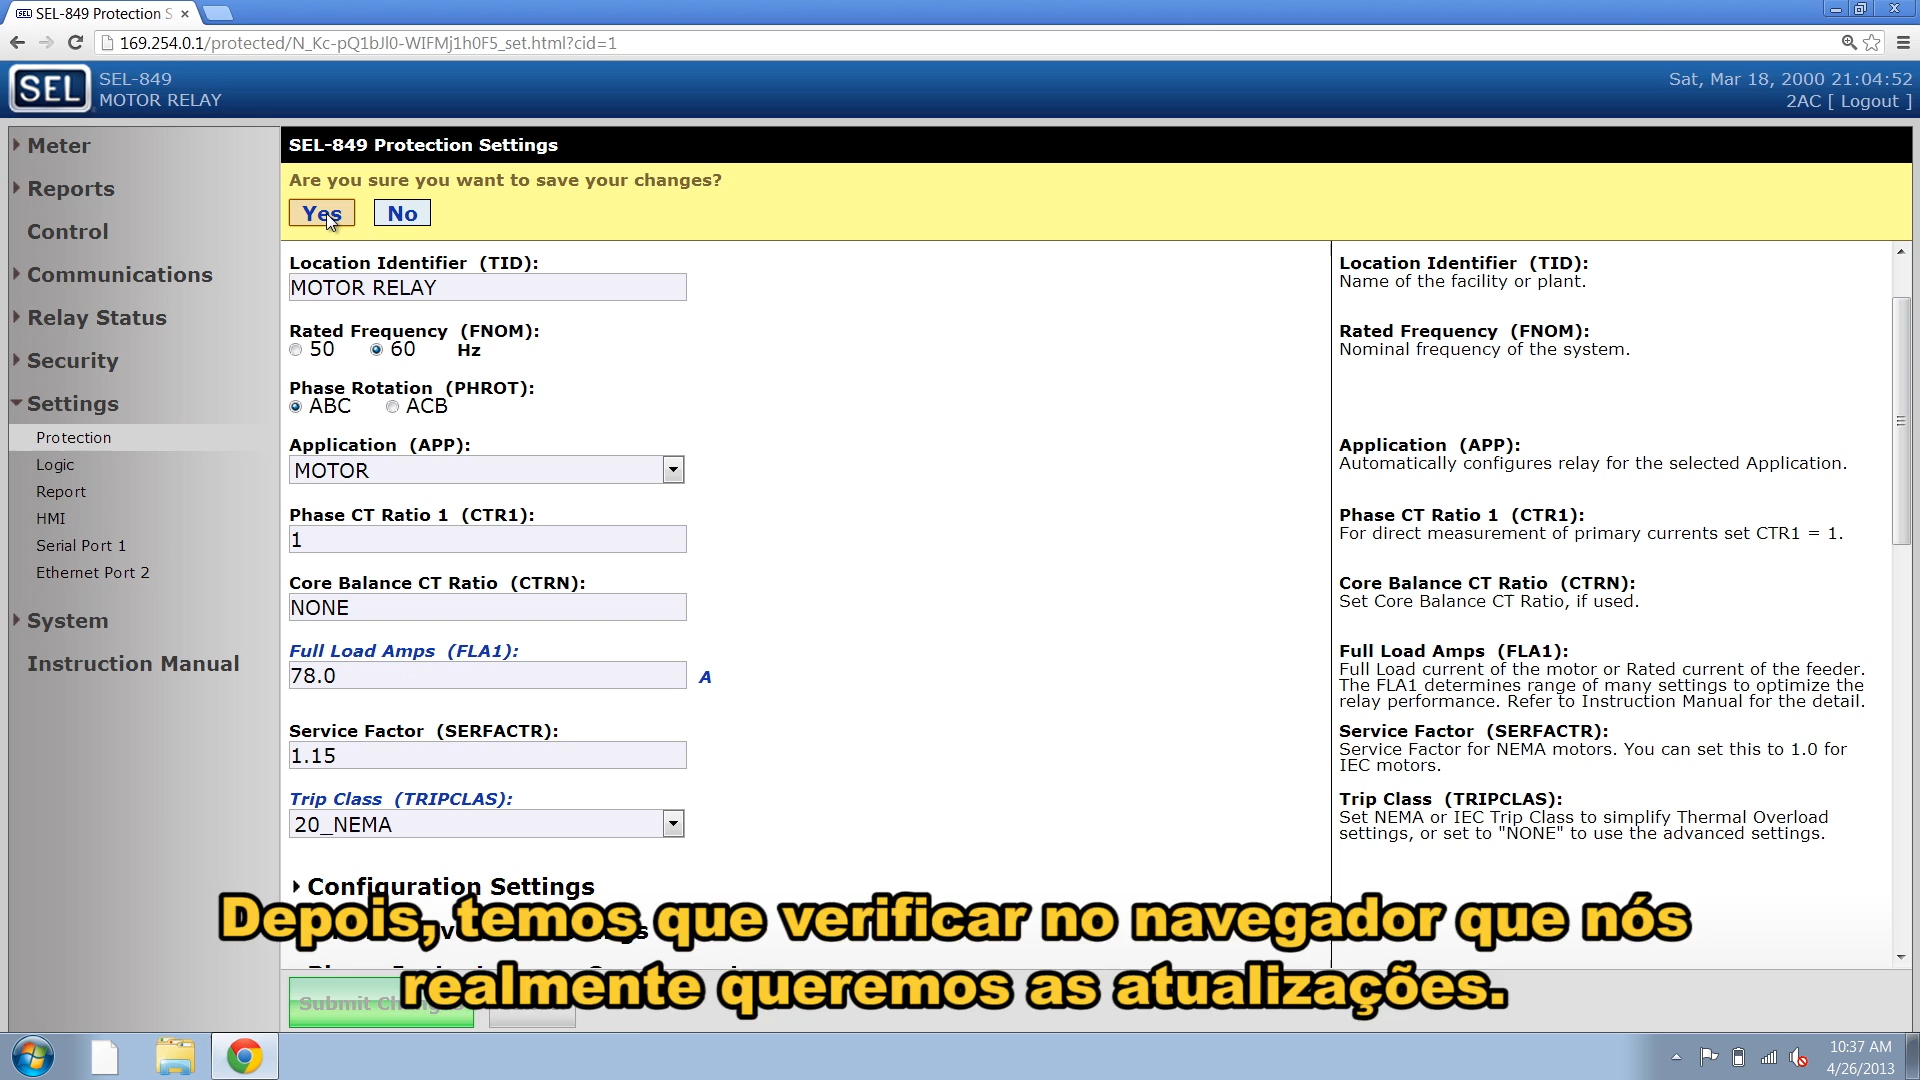 SEL-849 Protection S
169.254.0.1/protected/N_Kc-pQ1bJl0-WIFMj1h0F5_set.html?cid=1
SEL
SEL-849
MOTOR RELAY
Sat, Mar 18, 2000 21:04:52
2AC [ Logout ]
Meter
Reports
Control
Communications
Relay Status
Security
Settings
Protection
Logic
Report
HMI
Serial Port 1
Ethernet Port 2
System
Instruction Manual
SEL-849 Protection Settings
Are you sure you want to save your changes?
Yes No
Location Identifier (TID):
MOTOR RELAY
Rated Frequency (FNOM):
50 60 Hz
Phase Rotation (PHROT):
ABC ACB
Application (APP):
MOTOR
Phase CT Ratio 1 (CTR1):
1
Core Balance CT Ratio (CTRN):
NONE
Full Load Amps (FLA1):
78.0 A
Service Factor (SERFACTR):
1.15
Trip Class (TRIPCLAS):
20_NEMA
Configuration Settings
Location Identifier (TID):
Name of the facility or plant.
Rated Frequency (FNOM):
Nominal frequency of the system.
Application (APP):
Automatically configures relay for the selected Application.
Phase CT Ratio 1 (CTR1):
For direct measurement of primary currents set CTR1 = 1.
Core Balance CT Ratio (CTRN):
Set Core Balance CT Ratio, if used.
Full Load Amps (FLA1):
Full Load current of the motor or Rated current of the feeder.
The FLA1 determines range of many settings to optimize the
relay performance. Refer to Instruction Manual for the detail.
Service Factor (SERFACTR):
Service Factor for NEMA motors. You can set this to 1.0 for
IEC motors.
Trip Class (TRIPCLAS):
Set NEMA or IEC Trip Class to simplify Thermal Overload
settings, or set to "NONE" to use the advanced settings.
Depois, temos que verificar no navegador que nós
realmente queremos as atualizações.
Submit
10:37 AM
4/26/2013